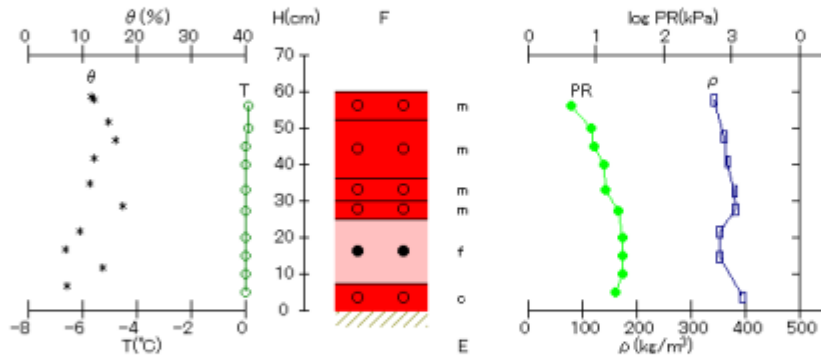 θ (%) H(cm) F log PR(kPa)
0 10 20 30 40 70 0 1 2 3 0
60
50
40
30
20
10
0
θ
T
m
m
m
m
f
o
E
PR
ρ
-8 -6 -4 -2 0
T(°C)
0 100 200 300 400 500
ρ (kg/m³)